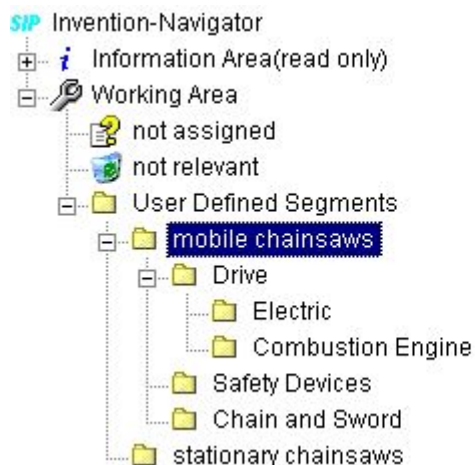 SIP Invention-Navigator
i Information Area(read only)
Working Area
not assigned
not relevant
User Defined Segments
mobile chainsaws
Drive
Electric
Combustion Engine
Safety Devices
Chain and Sword
stationary chainsaws